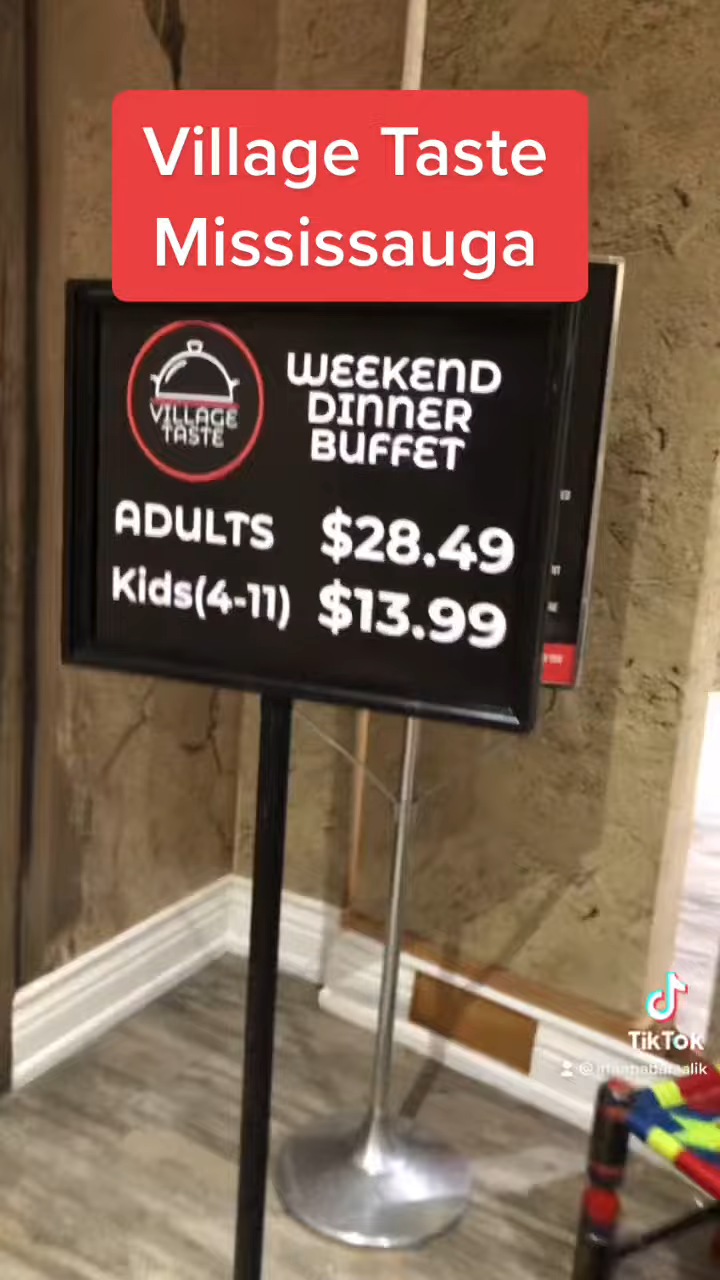 Village Taste
Mississauga
VILLAGE
TASTE
WEEKEND
DINNER
BUFFET
ADULTS $28.49
Kids(4-11) $13.99
TikTok